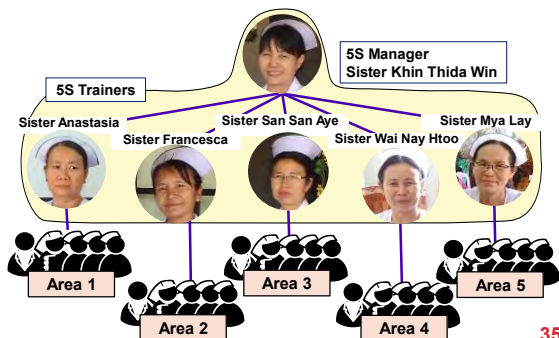 5S Manager
Sister Khin Thida Win
5S Trainers
Sister Anastasia
Sister Francesca
Sister San San Aye
Sister Wai Nay Htoo
Sister Mya Lay
Area 1
Area 2
Area 3
Area 4
Area 5
35